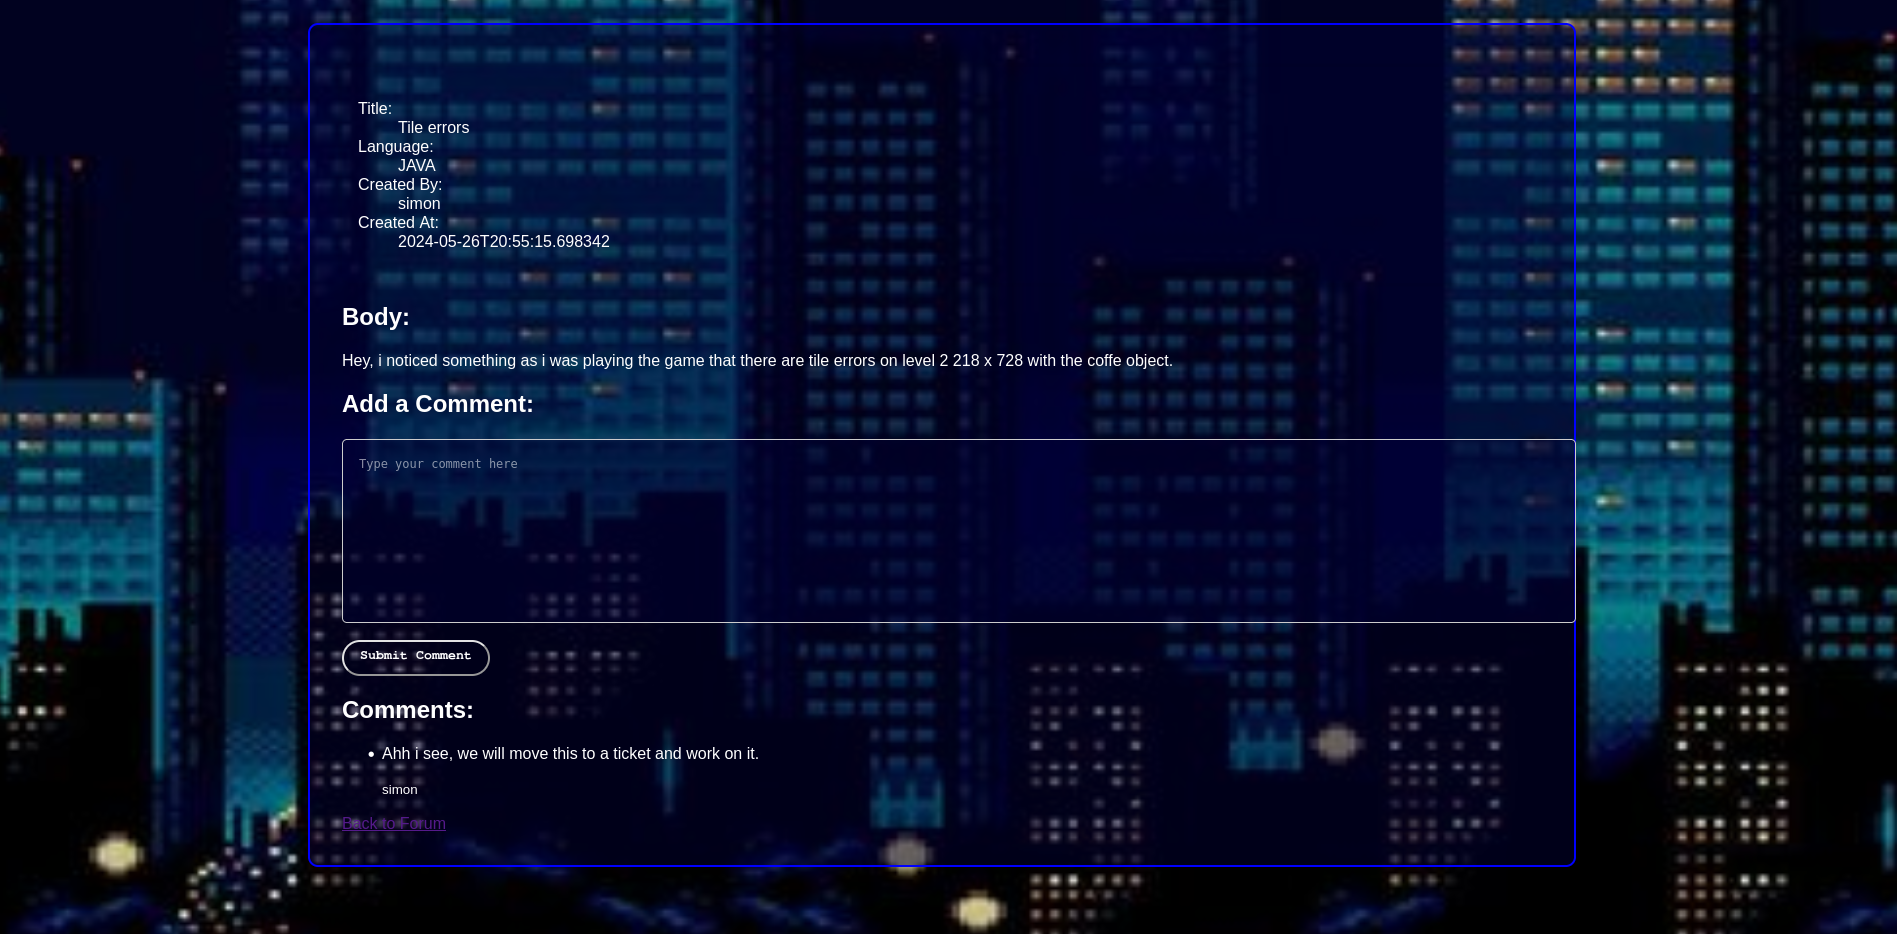 Title:
Tile errors
Language:
JAVA
Created By:
simon
Created At:
2024-05-26T20:55:15.698342
Body:
Hey, i noticed something as i was playing the game that there are tile errors on level 2 218 x 728 with the coffe object.
Add a Comment:
Type your comment here
Submit Comment
Comments:
• Ahh i see, we will move this to a ticket and work on it.
simon
Back to Forum